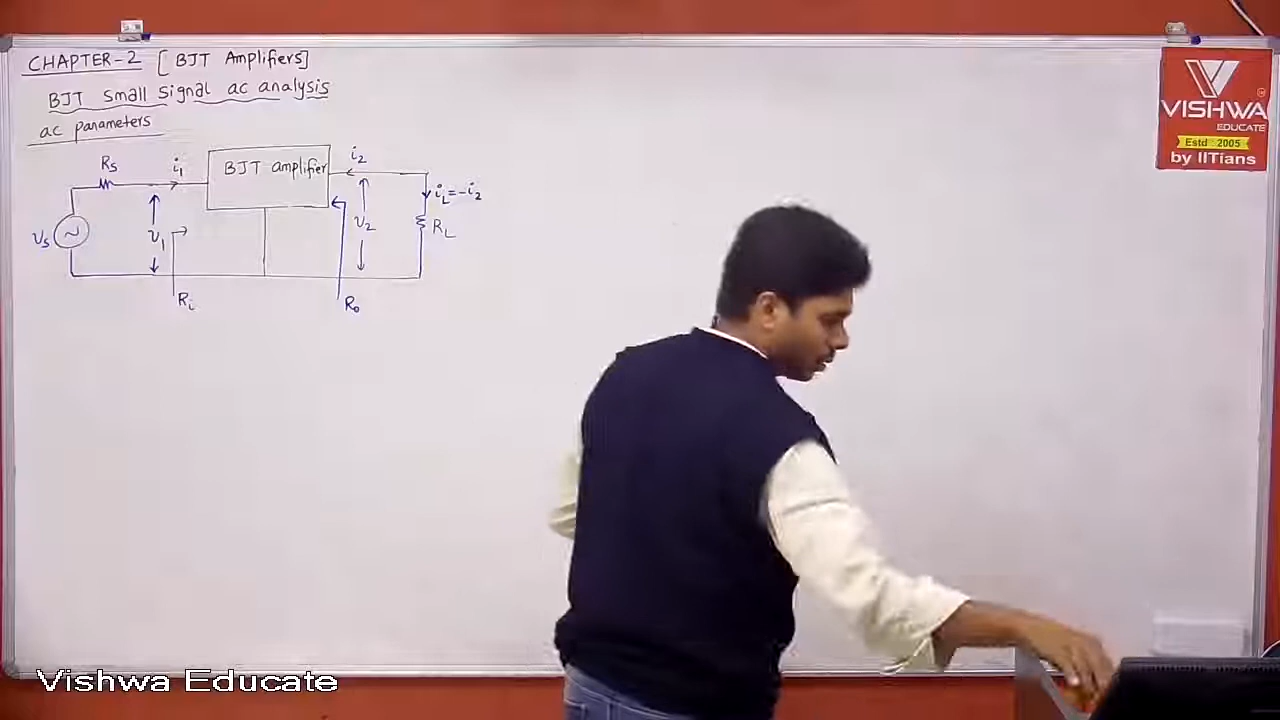 CHAPTER-2 [BJT Amplifiers]
BJT small signal ac analysis
ac parameters
Rs
i1
BJT amplifier
i2
iL=-i2
vs
v1
v2
RL
Ri
Ro
VISHWA
EDUCATE
Estd 2005
by IITians
Vishwa Educate